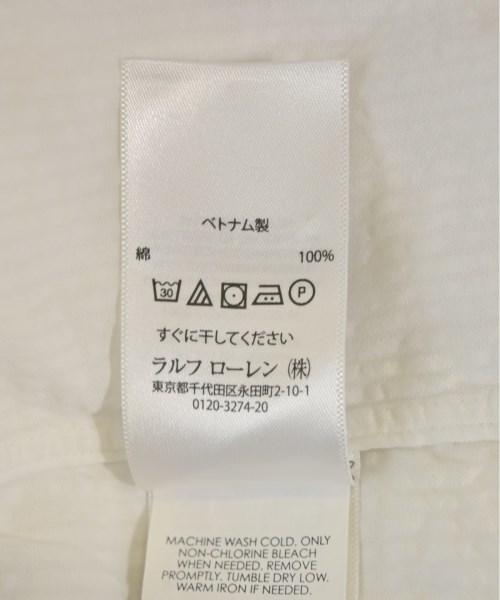 ベトナム製
綿 100%
30 P
すぐに干してください
ラルフ ローレン (株)
東京都千代田区永田町2-10-1
0120-3274-20
MACHINE WASH COLD, ONLY
NON-CHLORINE BLEACH
WHEN NEEDED, REMOVE
PROMPTLY. TUMBLE DRY LOW.
WARM IRON IF NEEDED.